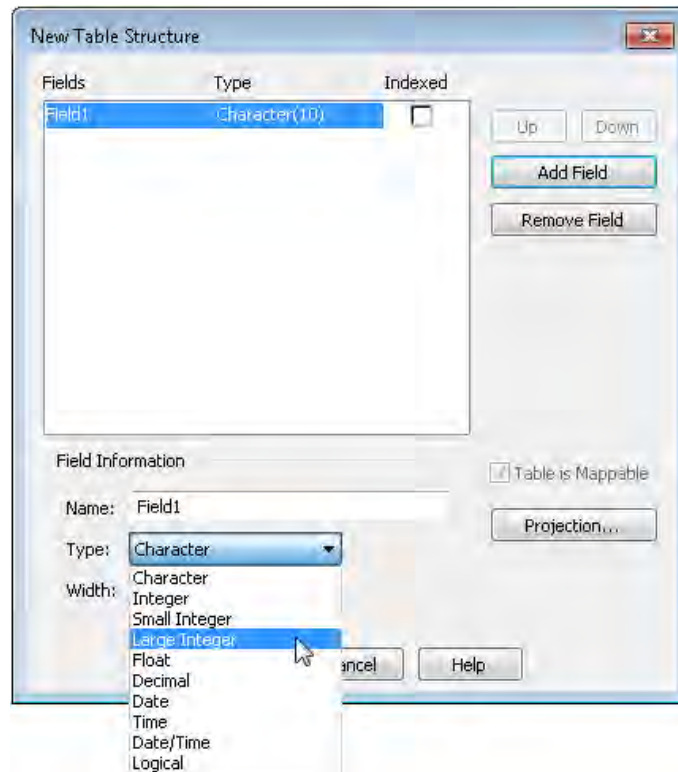 New Table Structure
Fields Type Indexed
Field1 Character(10)
Up Down
Add Field
Remove Field
Field Information
Table is Mappable
Name: Field1
Projection...
Type: Character
Width:
Character
Integer
Small Integer
Large Integer
Float
Decimal
Date
Time
Date/Time
Logical
ancel Help